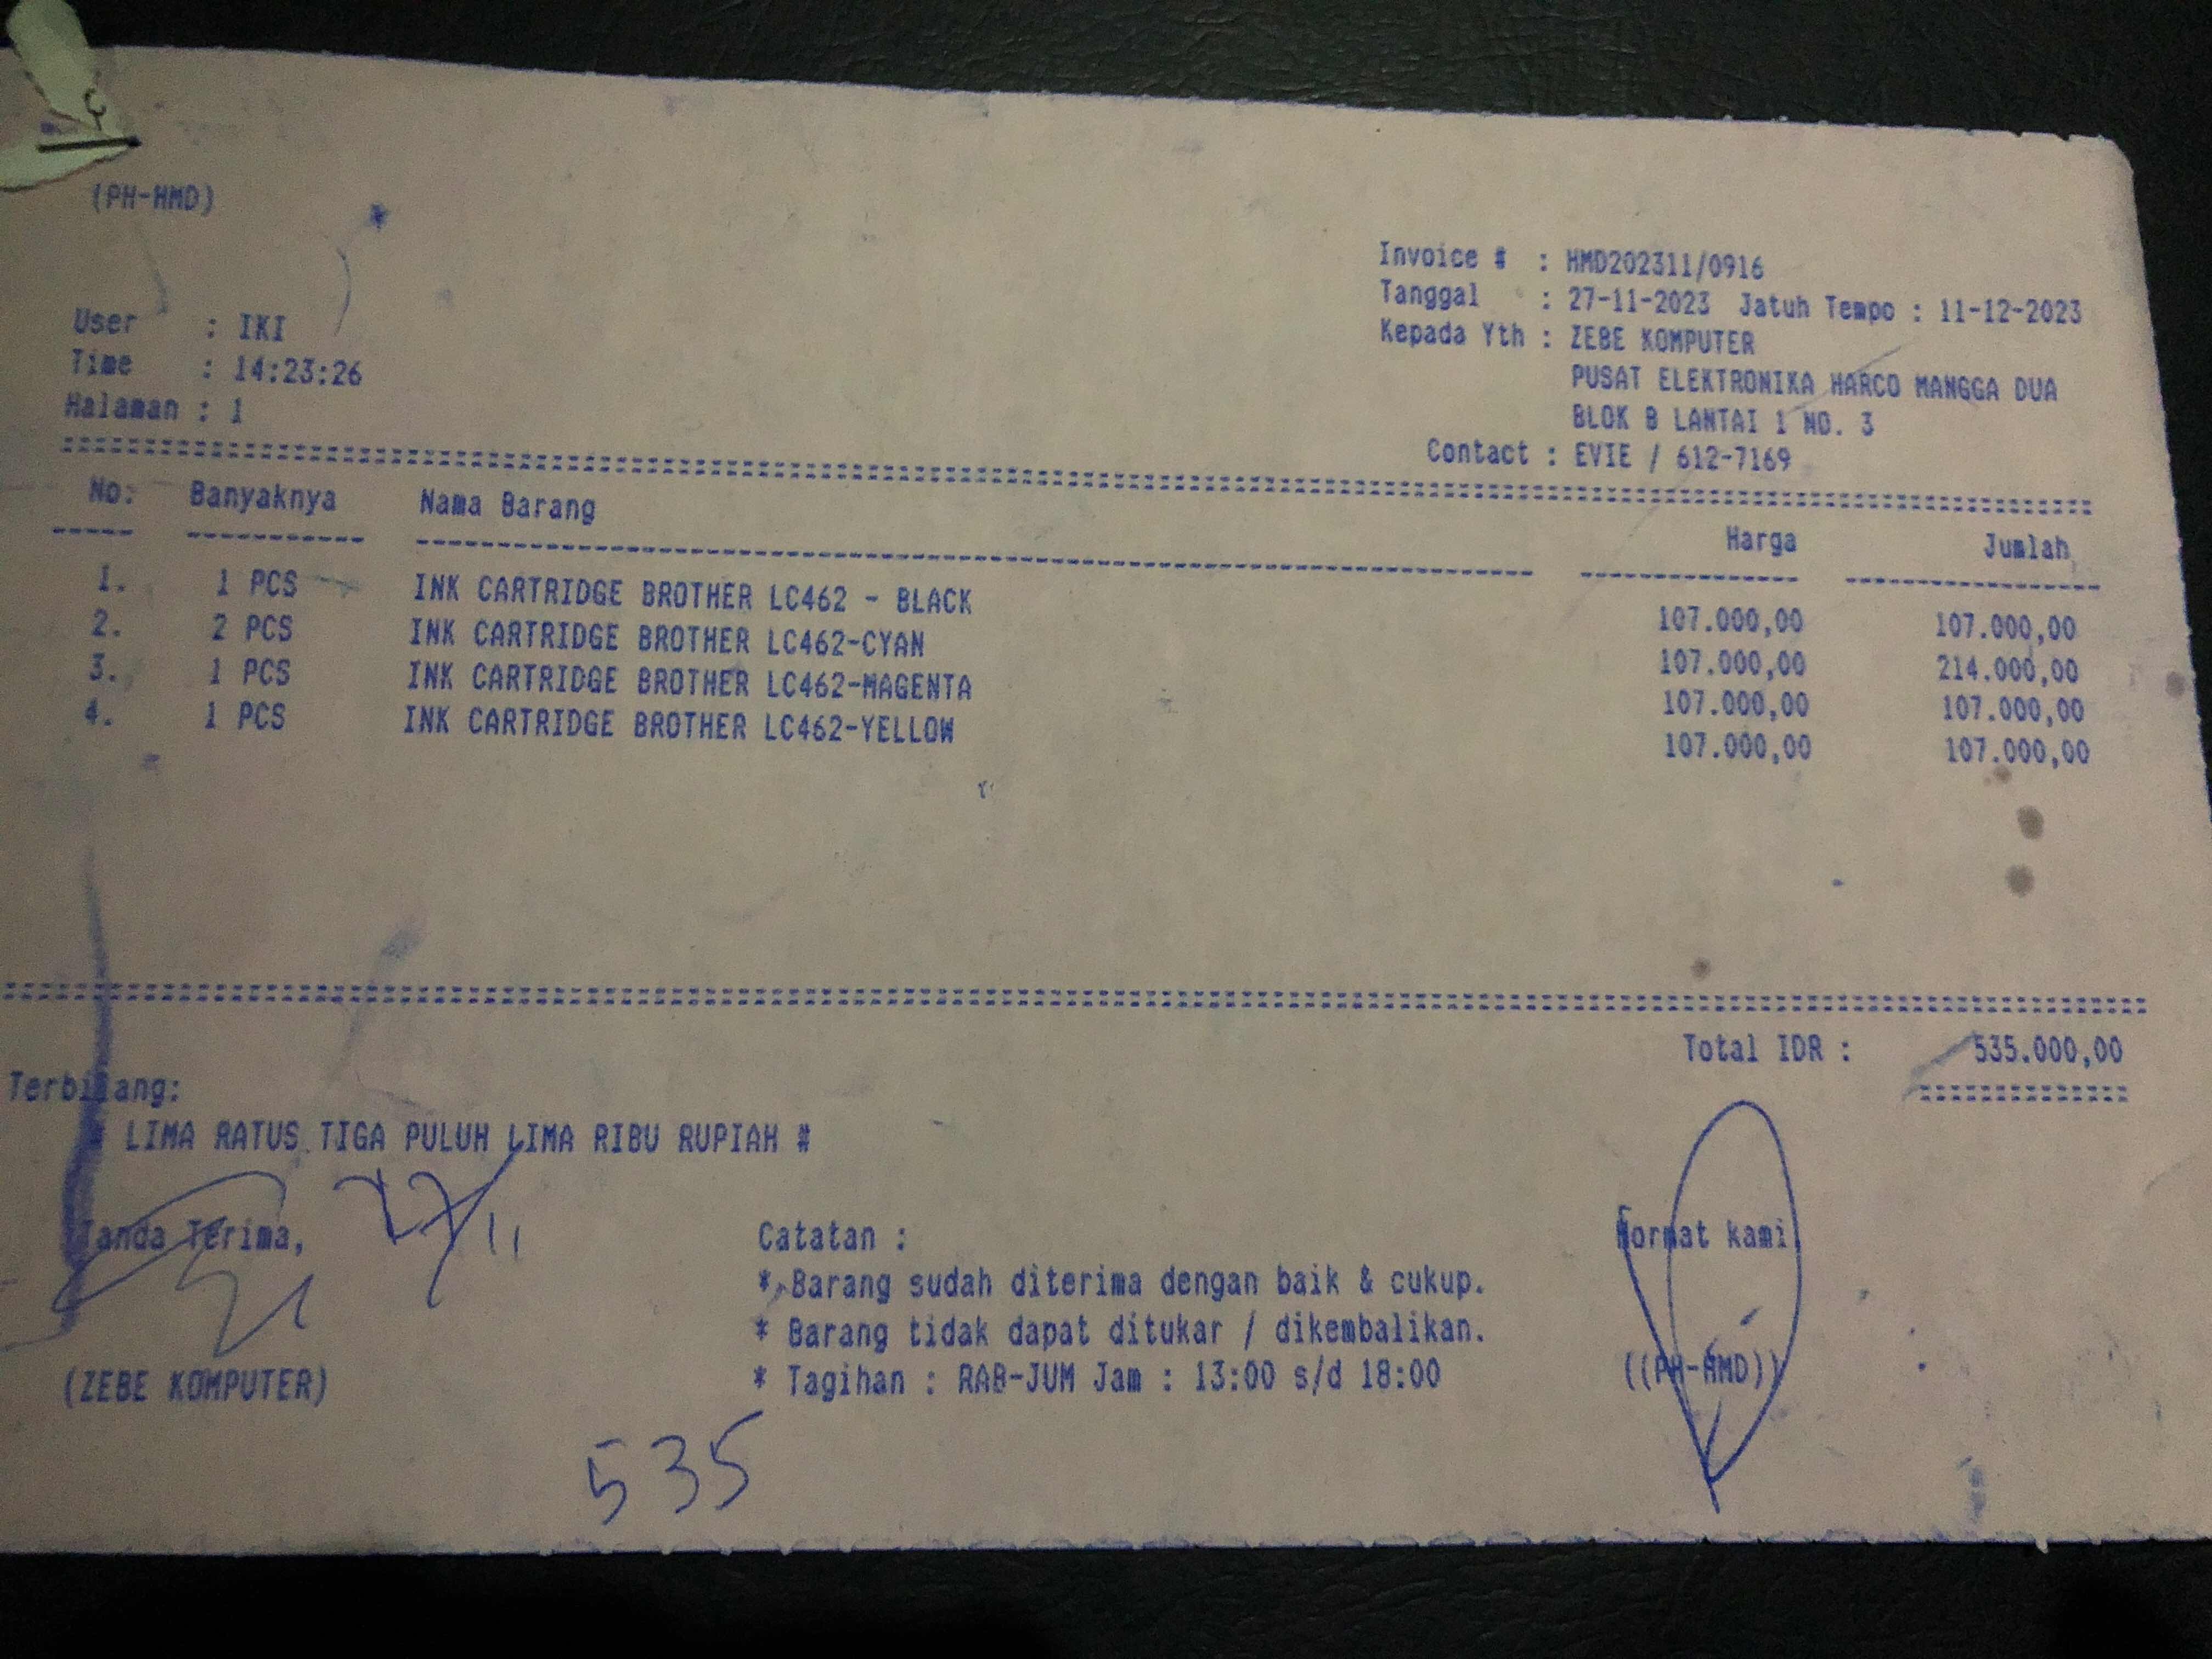 (PH-HMD)
Invoice # : HMD202311/0916
Tanggal : 27-11-2023 Jatuh Tempo : 11-12-2023
Kepada Yth : ZEBE KOMPUTER
PUSAT ELEKTRONIKA HARCO MANGGA DUA
BLOK B LANTAI 1 NO. 3
Contact : EVIE / 612-7169
User : IKI
Time : 14:23:26
Halaman : 1
No: Banyaknya Nama Barang Harga Jumlah
1. 1 PCS INK CARTRIDGE BROTHER LC462 - BLACK 107.000,00 107.000,00
2. 2 PCS INK CARTRIDGE BROTHER LC462-CYAN 107.000,00 214.000,00
3. 1 PCS INK CARTRIDGE BROTHER LC462-MAGENTA 107.000,00 107.000,00
4. 1 PCS INK CARTRIDGE BROTHER LC462-YELLOW 107.000,00 107.000,00
Total IDR : 535.000,00
Terbilang:
# LIMA RATUS TIGA PULUH LIMA RIBU RUPIAH #
27/11
Tanda Terima, Catatan : Hormat kami
* Barang sudah diterima dengan baik & cukup.
* Barang tidak dapat ditukar / dikembalikan.
(ZEBE KOMPUTER) * Tagihan : RAB-JUM Jam : 13:00 s/d 18:00 ((PH-HMD))
535